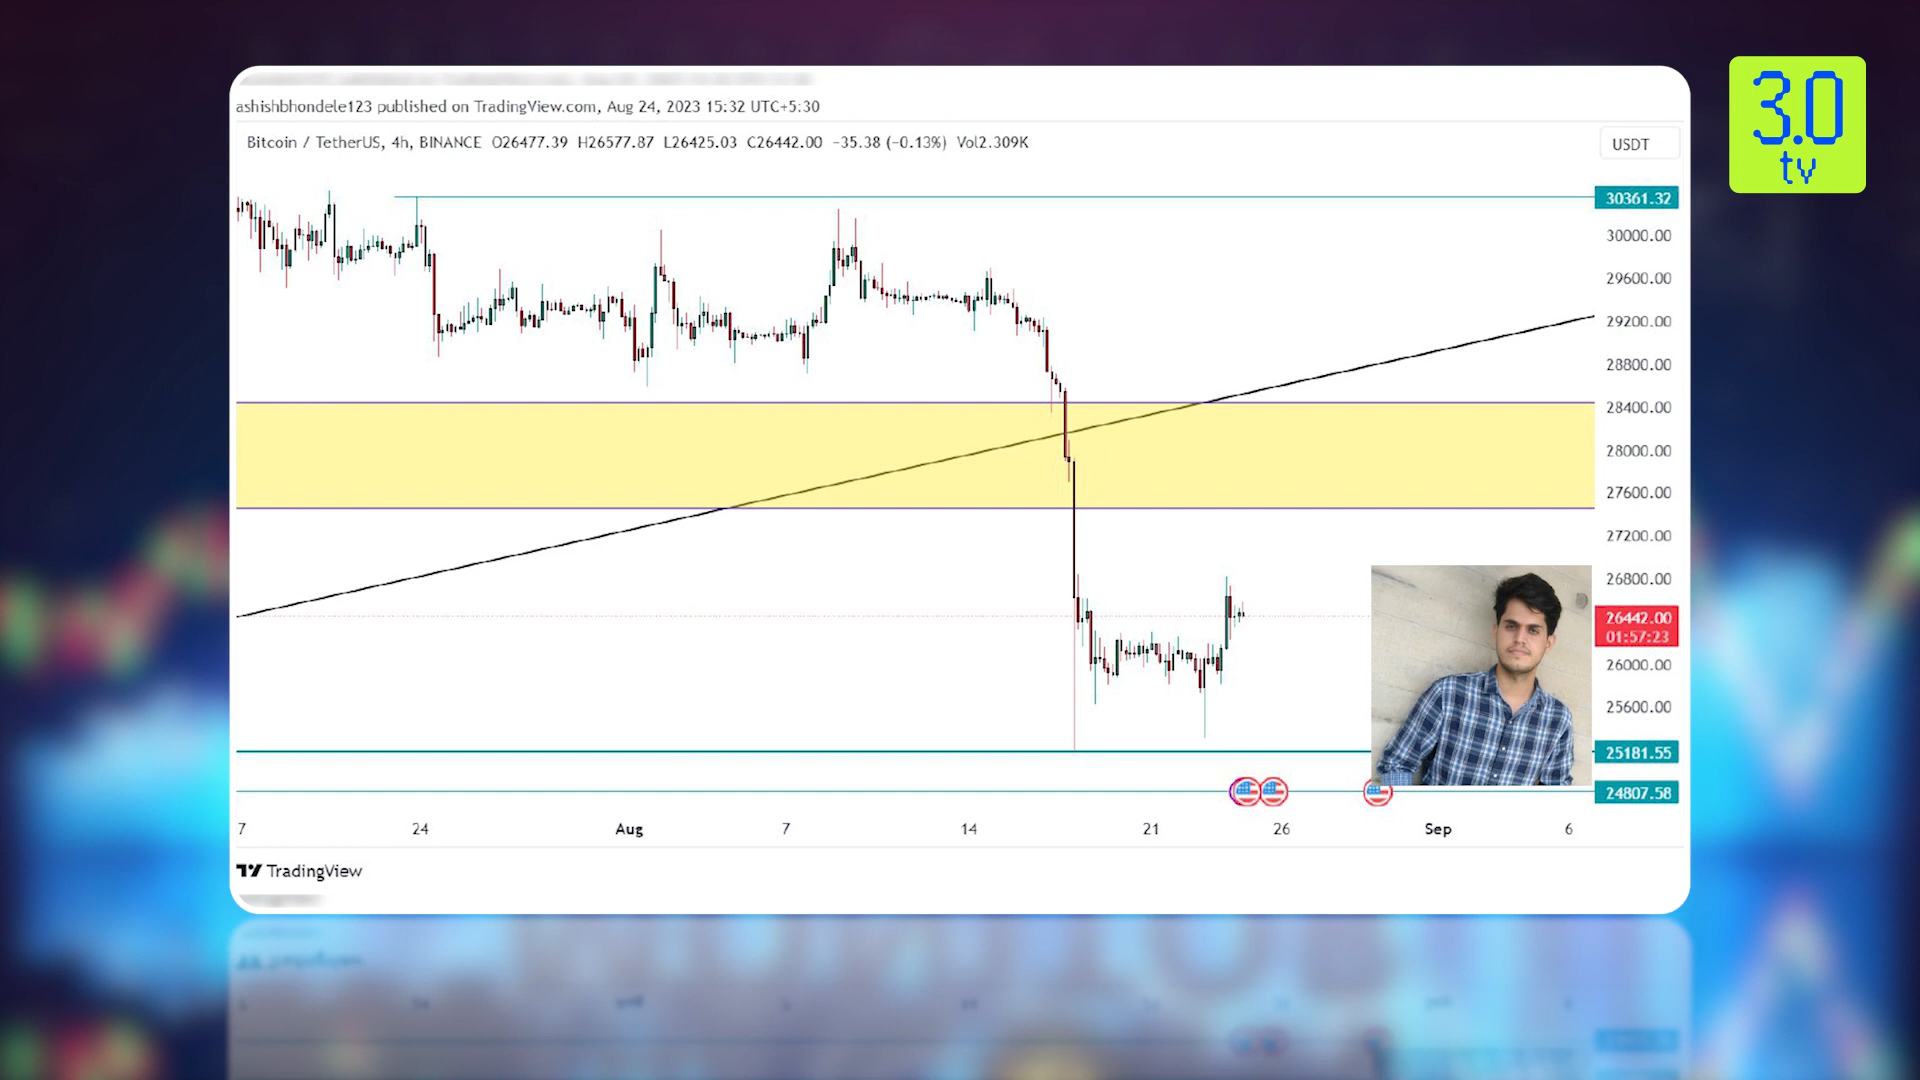 3.0
tv
ashishbhondele123 published on TradingView.com, Aug 24, 2023 15:32 UTC+5:30
Bitcoin / TetherUS, 4h, BINANCE O26477.39 H26577.87 L26425.03 C26442.00 −35.38 (−0.13%) Vol2.309K
USDT
30361.32
30000.00
29600.00
29200.00
28800.00
28400.00
28000.00
27600.00
27200.00
26800.00
26442.00
01:57:23
26000.00
25600.00
25181.55
24807.58
7 24 Aug 7 14 21 26 Sep 6
TradingView